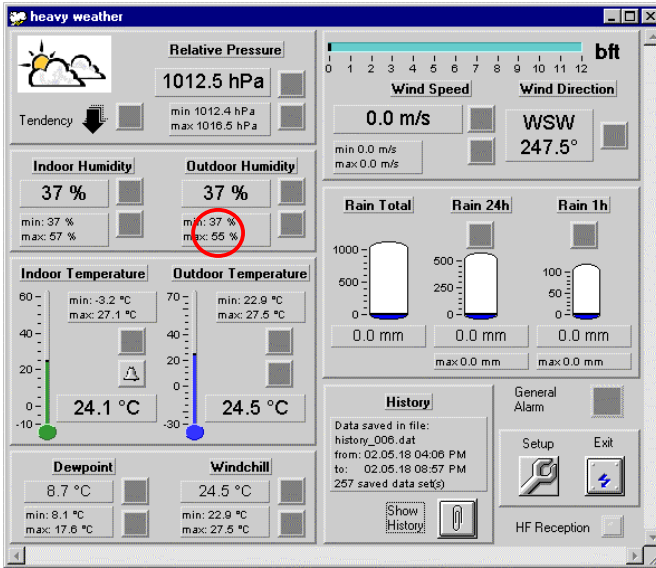 heavy weather
Relative Pressure
1012.5 hPa
Tendency
min 1012.4 hPa
max 1016.5 hPa
bft
0 1 2 3 4 5 6 7 8 9 10 11 12
Wind Speed
Wind Direction
0.0 m/s
WSW
247.5°
min 0.0 m/s
max 0.0 m/s
Indoor Humidity
Outdoor Humidity
37 %
37 %
min: 37 %
max: 57 %
min: 37 %
max: 55 %
Rain Total
Rain 24h
Rain 1h
1000
500
0
500
250
0
100
50
0
0.0 mm
0.0 mm
0.0 mm
max 0.0 mm
max 0.0 mm
Indoor Temperature
Outdoor Temperature
60
40
20
0
-10
min: -3.2 °C
max: 27.1 °C
24.1 °C
70
40
20
0
-30
min: 22.9 °C
max: 27.5 °C
24.5 °C
Dewpoint
Windchill
8.7 °C
24.5 °C
min: 8.1 °C
max: 17.6 °C
min: 22.9 °C
max: 27.5 °C
History
Data saved in file:
history_006.dat
from: 02.05.18 04:06 PM
to: 02.05.18 08:57 PM
257 saved data set(s)
Show
History
General
Alarm
Setup
Exit
HF Reception